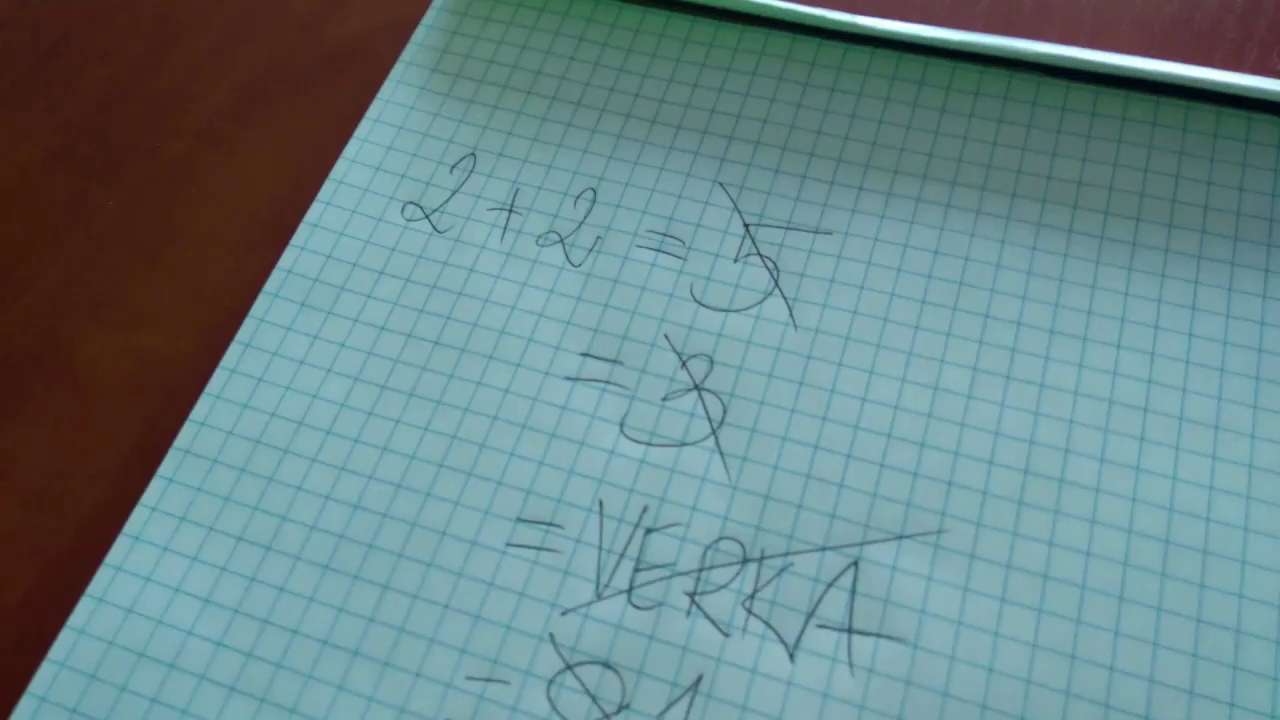 2 + 2 = 5
= 3
= VERKA